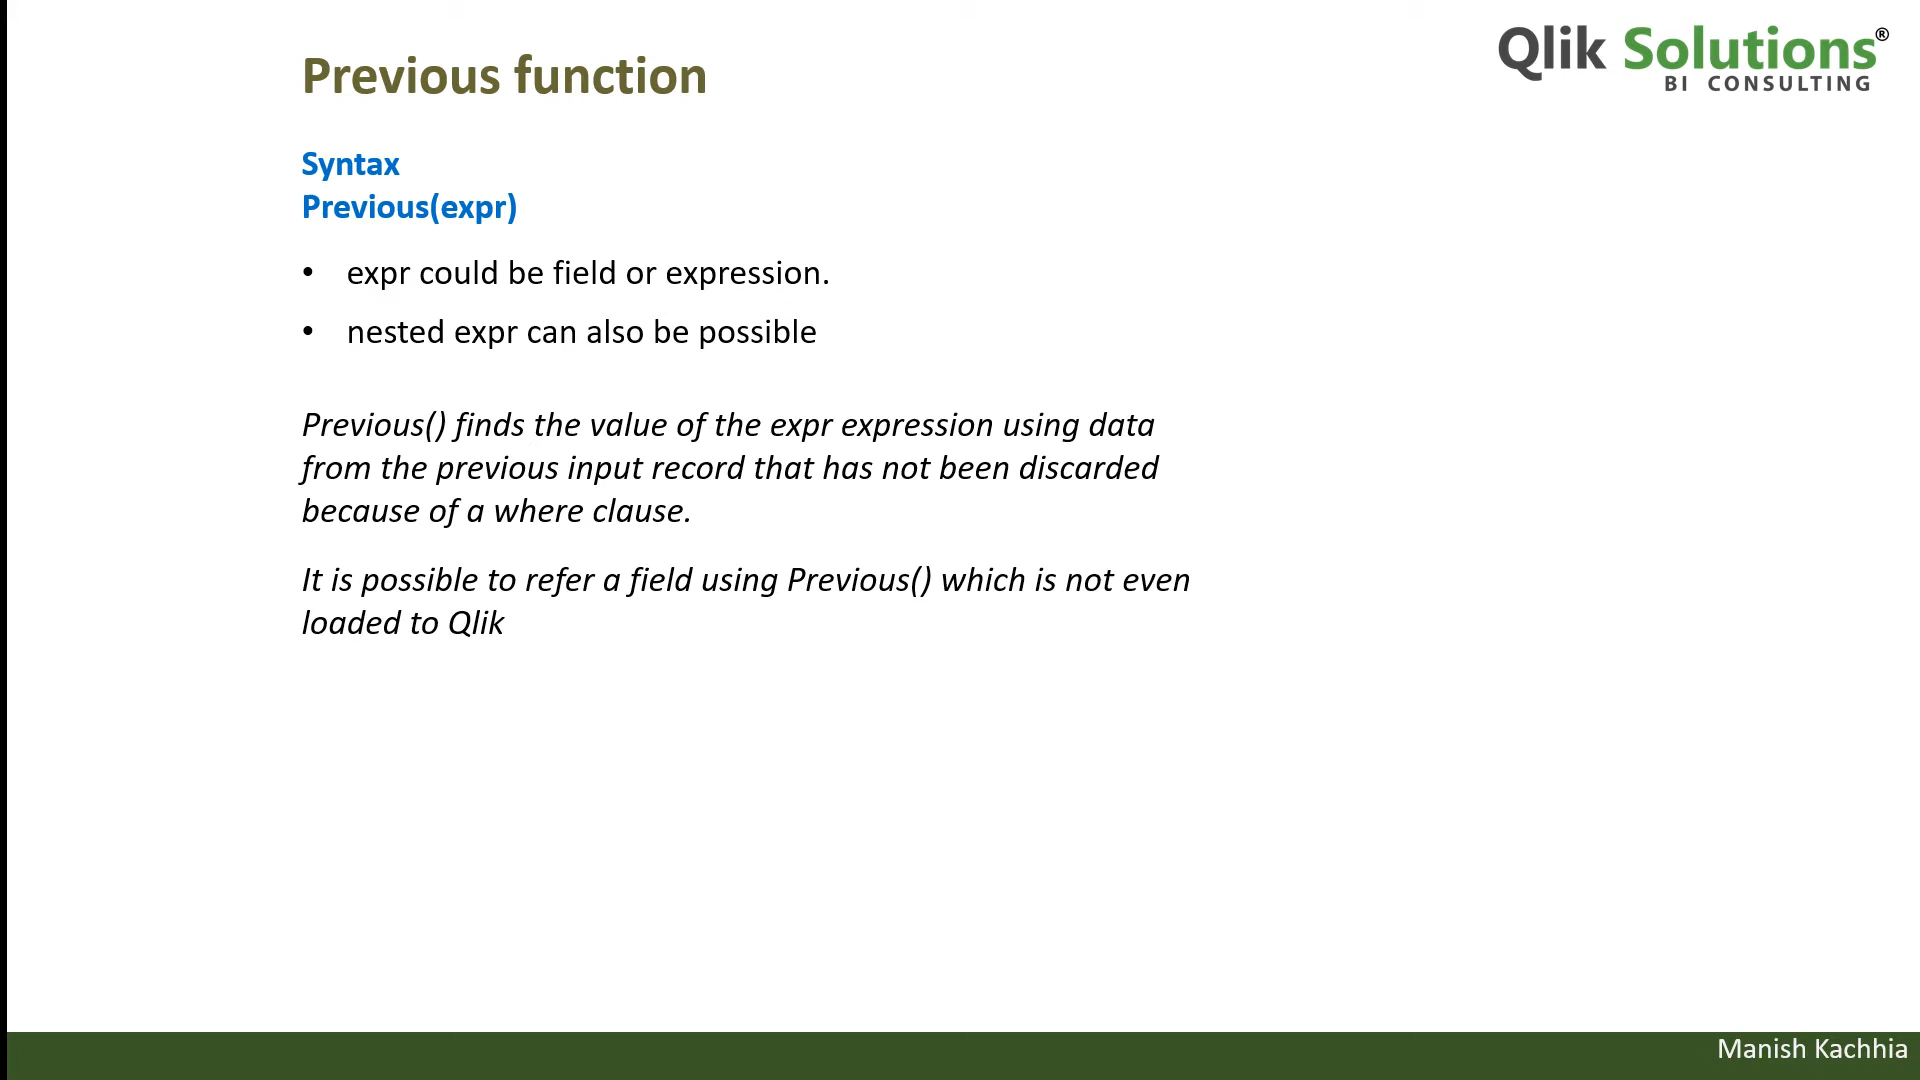 Qlik Solutions®
BI CONSULTING
Previous function
Syntax
Previous(expr)
• expr could be field or expression.
• nested expr can also be possible
Previous() finds the value of the expr expression using data
from the previous input record that has not been discarded
because of a where clause.
It is possible to refer a field using Previous() which is not even
loaded to Qlik
Manish Kachhia